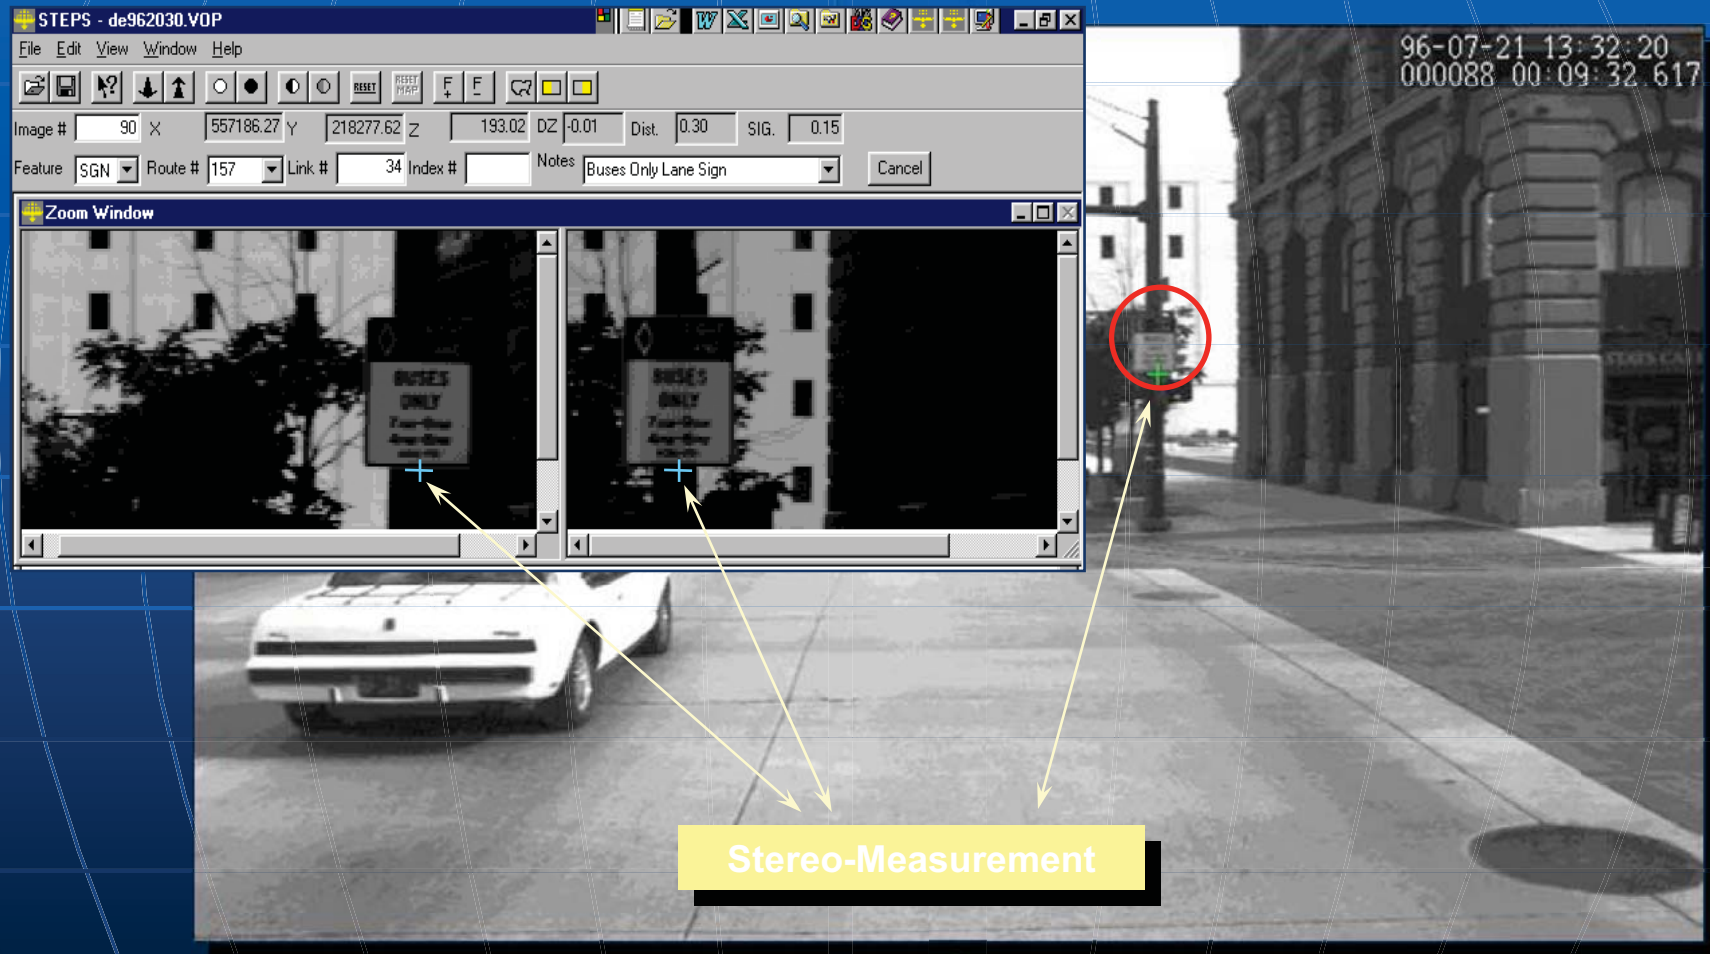 STEPS - de962030.VOP
File Edit View Window Help
RESET RESET MAP F+ F-
Image # 90 X 557186.27 Y 218277.62 Z 193.02 DZ -0.01 Dist. 0.30 SIG. 0.15
Feature SGN Route # 157 Link # 34 Index # Notes Buses Only Lane Sign Cancel
Zoom Window
BUSES
ONLY
BUSES
ONLY
96-07-21 13:32:20
000088 00:09:32.617
Stereo-Measurement